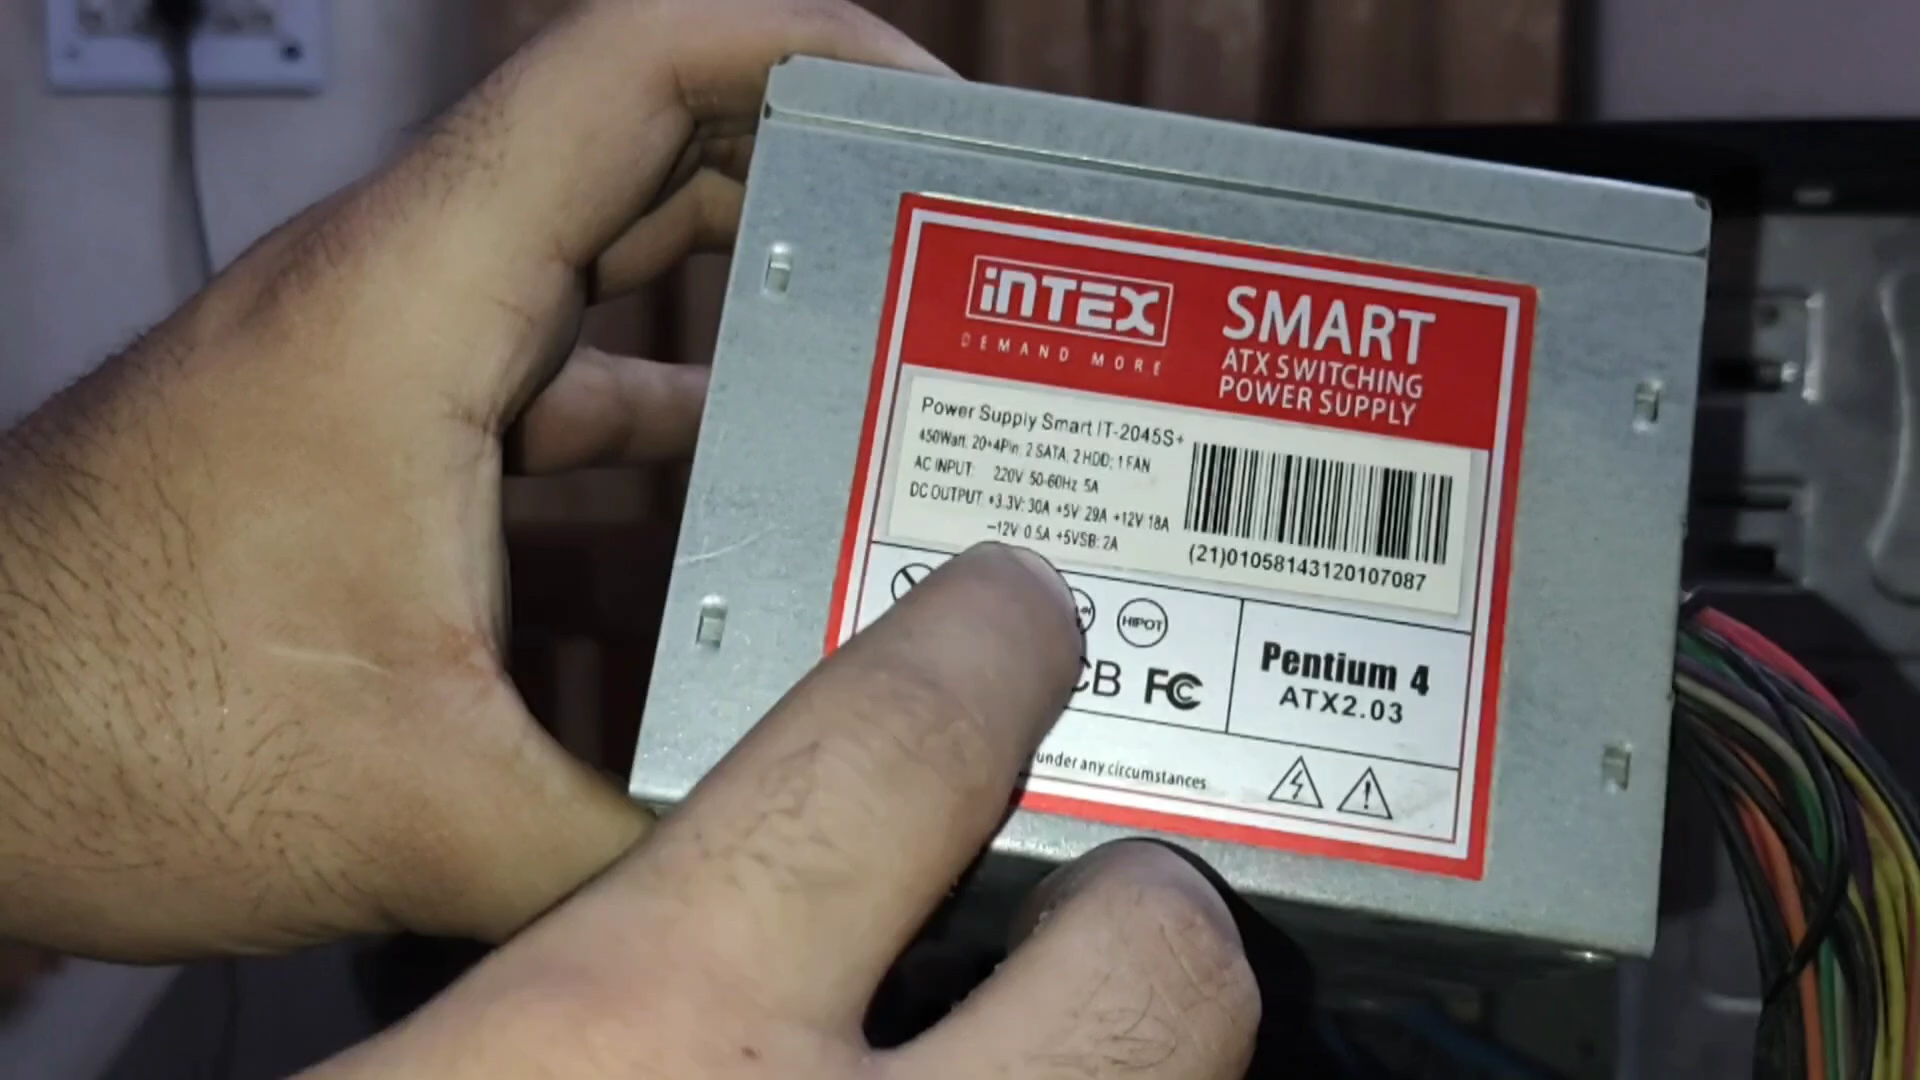 iNTEX
DEMAND MORE
SMART
ATX SWITCHING
POWER SUPPLY
Power Supply Smart IT-2045S+
450Watt, 20+4Pin, 2 SATA, 2 HDD; 1 FAN
AC INPUT: 220V 50-60Hz 5A
DC OUTPUT: +3.3V: 30A +5V: 29A +12V: 18A
-12V: 0.5A +5VSB: 2A
(21)01058143120107087
HIPOT
CB FC
Pentium 4
ATX2.03
under any circumstances